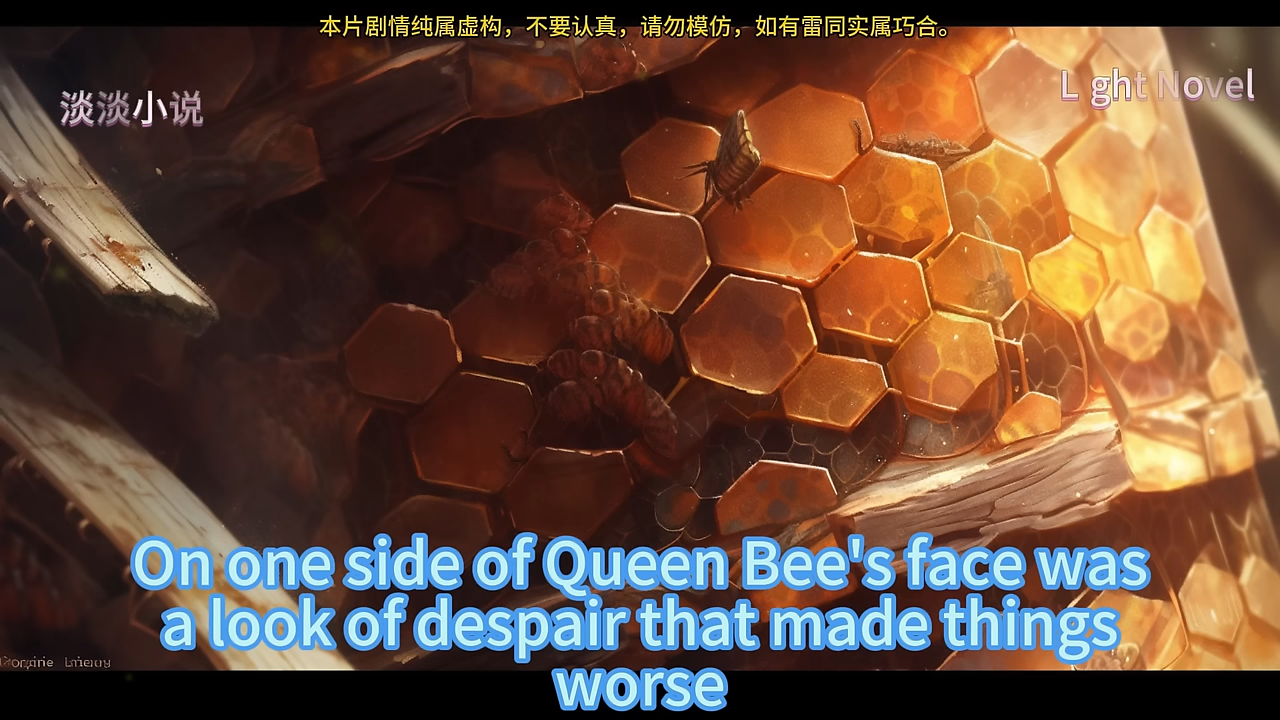 本片剧情纯属虚构，不要认真，请勿模仿，如有雷同实属巧合。
淡淡小说
L ght Novel
On one side of Queen Bee's face was
a look of despair that made things
worse